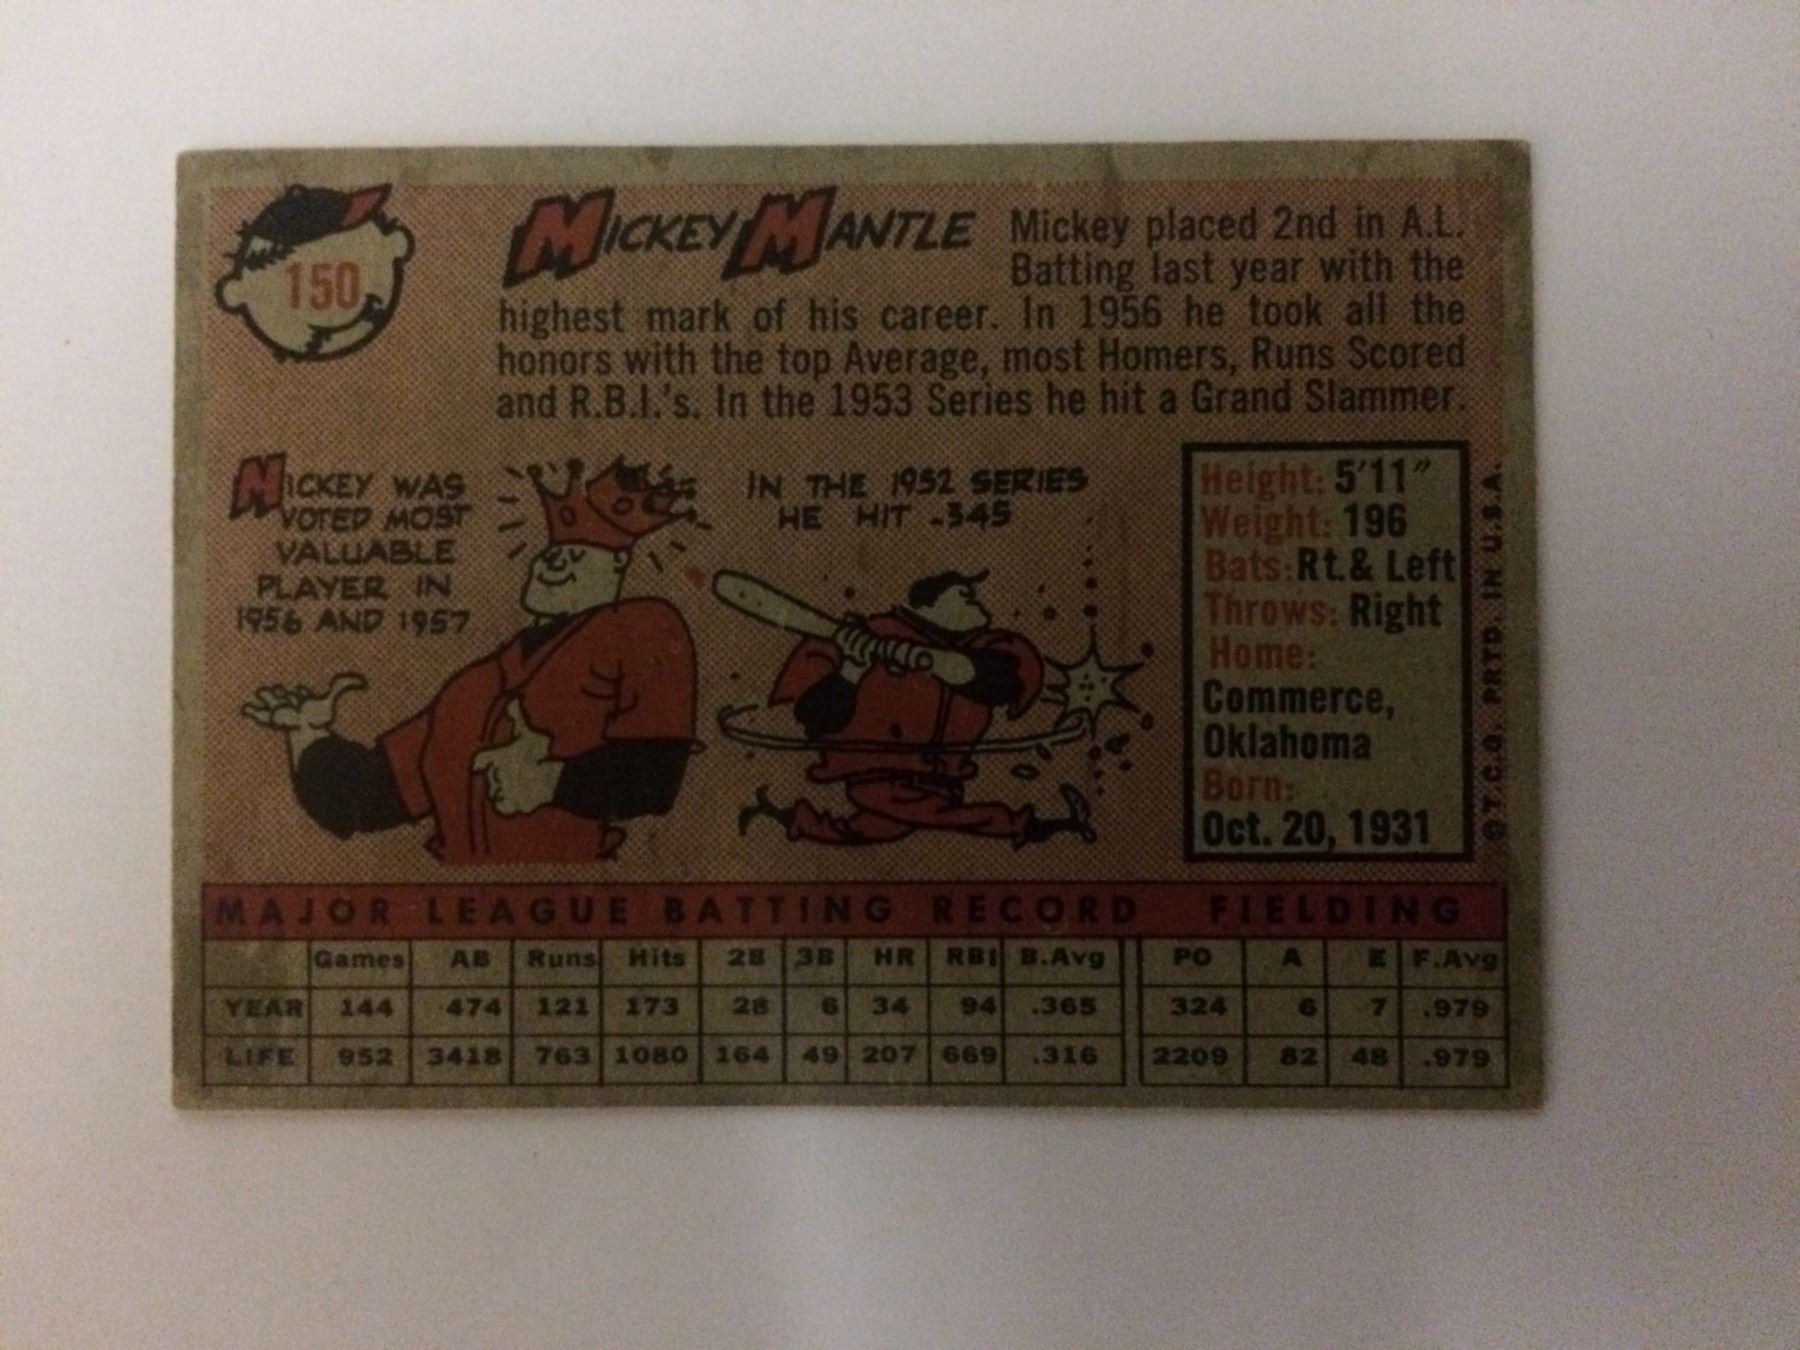 150
MICKEY MANTLE
Mickey placed 2nd in A.L.
Batting last year with the
highest mark of his career. In 1956 he took all the
honors with the top Average, most Homers, Runs Scored
and R.B.I.'s. In the 1953 Series he hit a Grand Slammer.
MICKEY WAS
VOTED MOST
VALUABLE
PLAYER IN
1956 AND 1957
IN THE 1952 SERIES
HE HIT .345
Height: 5'11"
Weight: 196
Bats: Rt. & Left
Throws: Right
Home:
Commerce,
Oklahoma
Born:
Oct. 20, 1931
© T.C.G. PRTD. IN U.S.A.
MAJOR LEAGUE BATTING RECORD FIELDING
Games AB Runs Hits 2B 3B HR RBI B.Avg PO A E F.Avg
YEAR 144 474 121 173 28 6 34 94 .365 324 6 7 .979
LIFE 952 3418 763 1080 164 49 207 669 .316 2209 82 48 .979